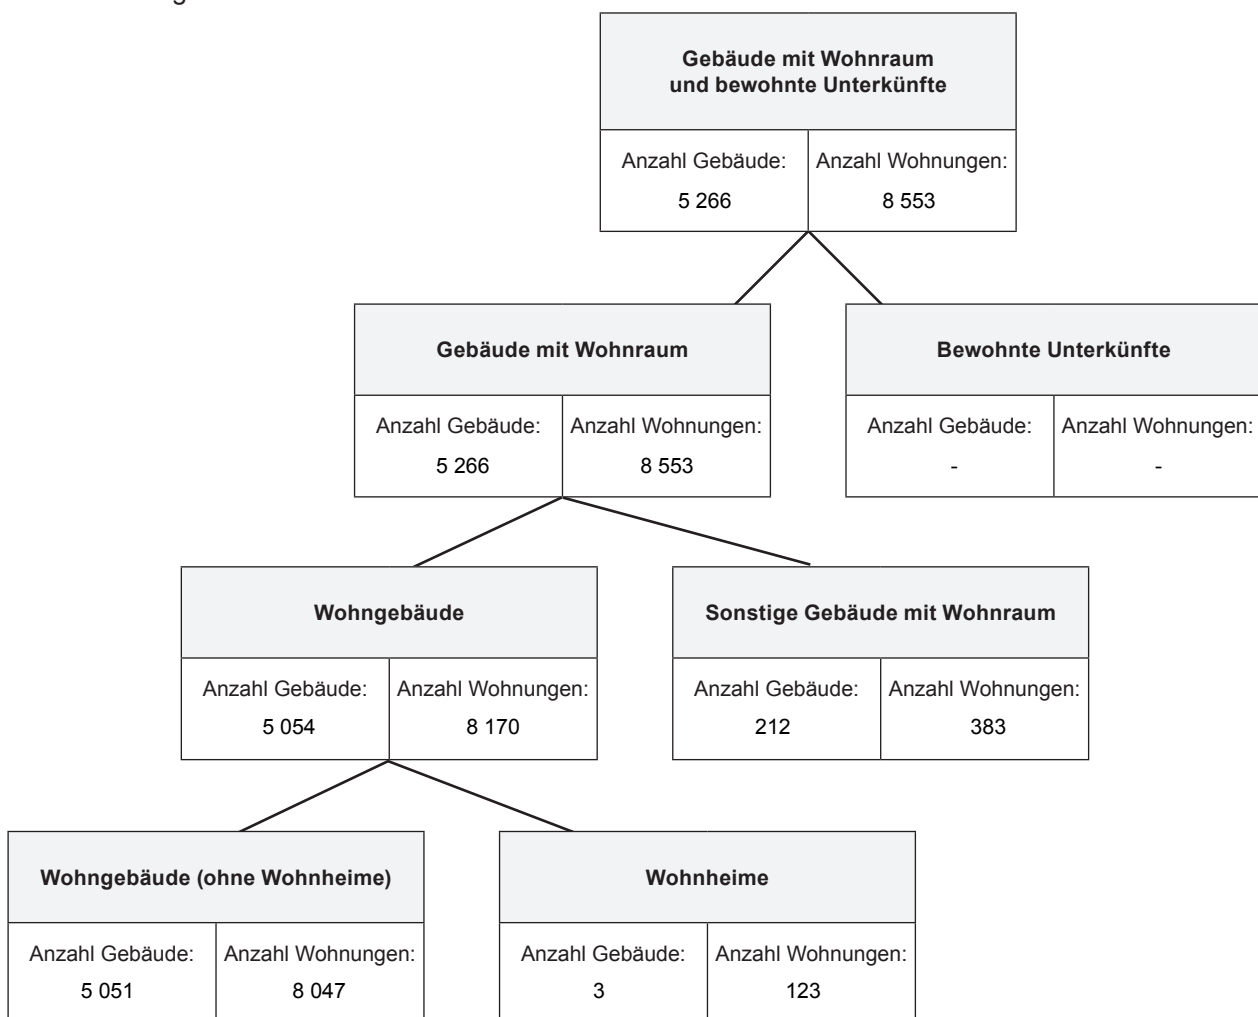 Gebäude mit Wohnraum
und bewohnte Unterkünfte
Anzahl Gebäude: Anzahl Wohnungen:
5 266 8 553
Gebäude mit Wohnraum
Anzahl Gebäude: Anzahl Wohnungen:
5 266 8 553
Bewohnte Unterkünfte
Anzahl Gebäude: Anzahl Wohnungen:
- -
Wohngebäude
Anzahl Gebäude: Anzahl Wohnungen:
5 054 8 170
Sonstige Gebäude mit Wohnraum
Anzahl Gebäude: Anzahl Wohnungen:
212 383
Wohngebäude (ohne Wohnheime)
Anzahl Gebäude: Anzahl Wohnungen:
5 051 8 047
Wohnheime
Anzahl Gebäude: Anzahl Wohnungen:
3 123